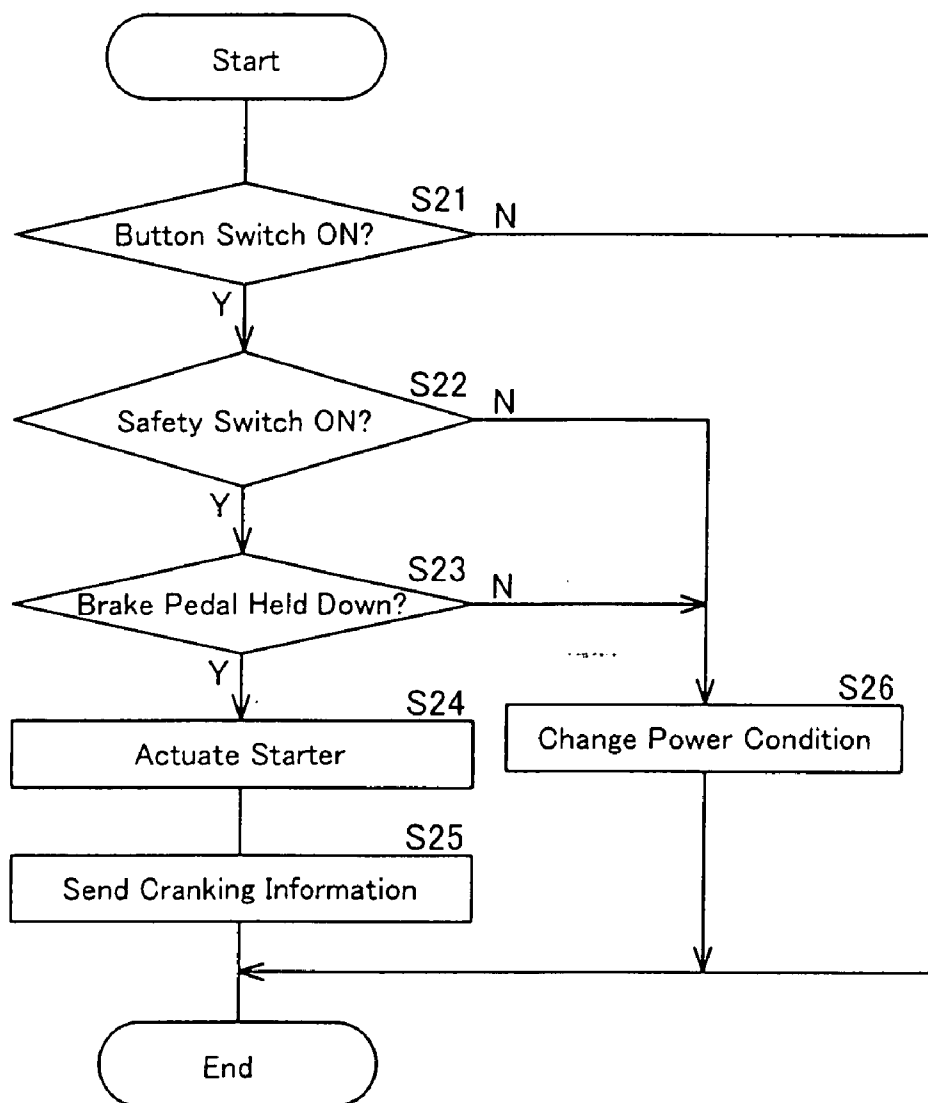 Start
S21
Button Switch ON?
N
Y
S22
Safety Switch ON?
N
Y
S23
Brake Pedal Held Down?
N
Y
S24
Actuate Starter
S26
Change Power Condition
S25
Send Cranking Information
End